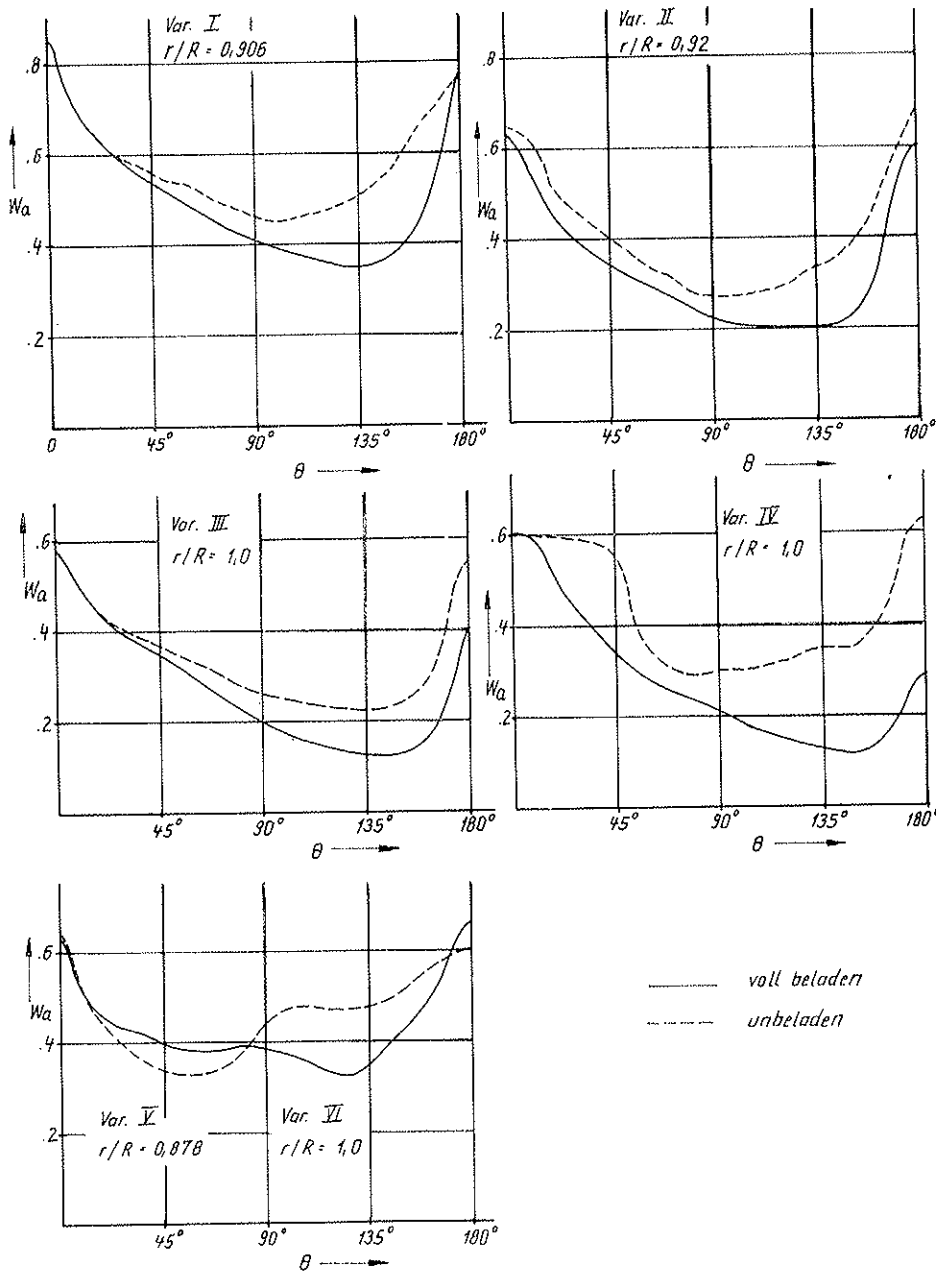 Var. I
r/R = 0,906
.8
.6
Wa
.4
.2
0
45°
90°
135°
180°
θ
Var. II
r/R = 0,92
.8
.6
Wa
.4
.2
45°
90°
135°
180°
θ
Var. III
r/R = 1,0
.6
Wa
.4
.2
45°
90°
135°
180°
θ
Var. IV
r/R = 1,0
.6
.4
Wa
.2
45°
90°
135°
180°
θ
.6
Wa
.4
.2
Var. V
r/R = 0,878
Var. VI
r/R = 1,0
45°
90°
135°
180°
θ
voll beladen
unbeladen